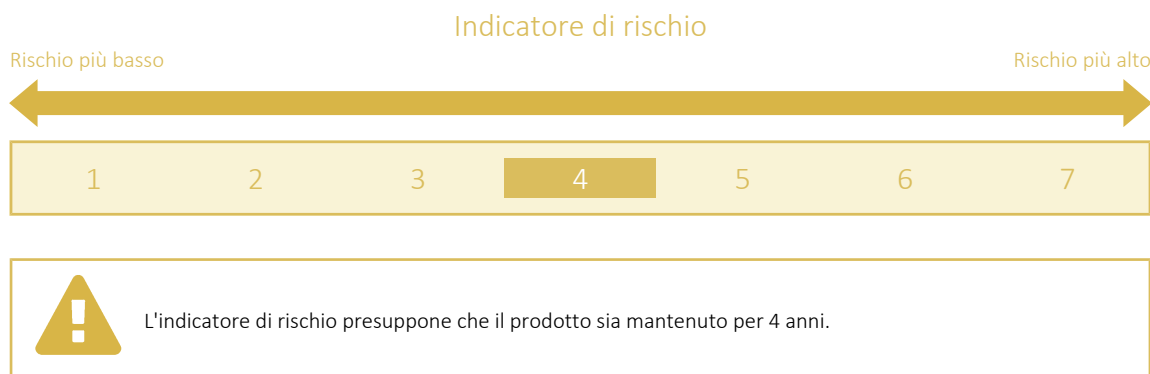 Indicatore di rischio
Rischio più basso Rischio più alto
1 2 3 4 5 6 7
L'indicatore di rischio presuppone che il prodotto sia mantenuto per 4 anni.